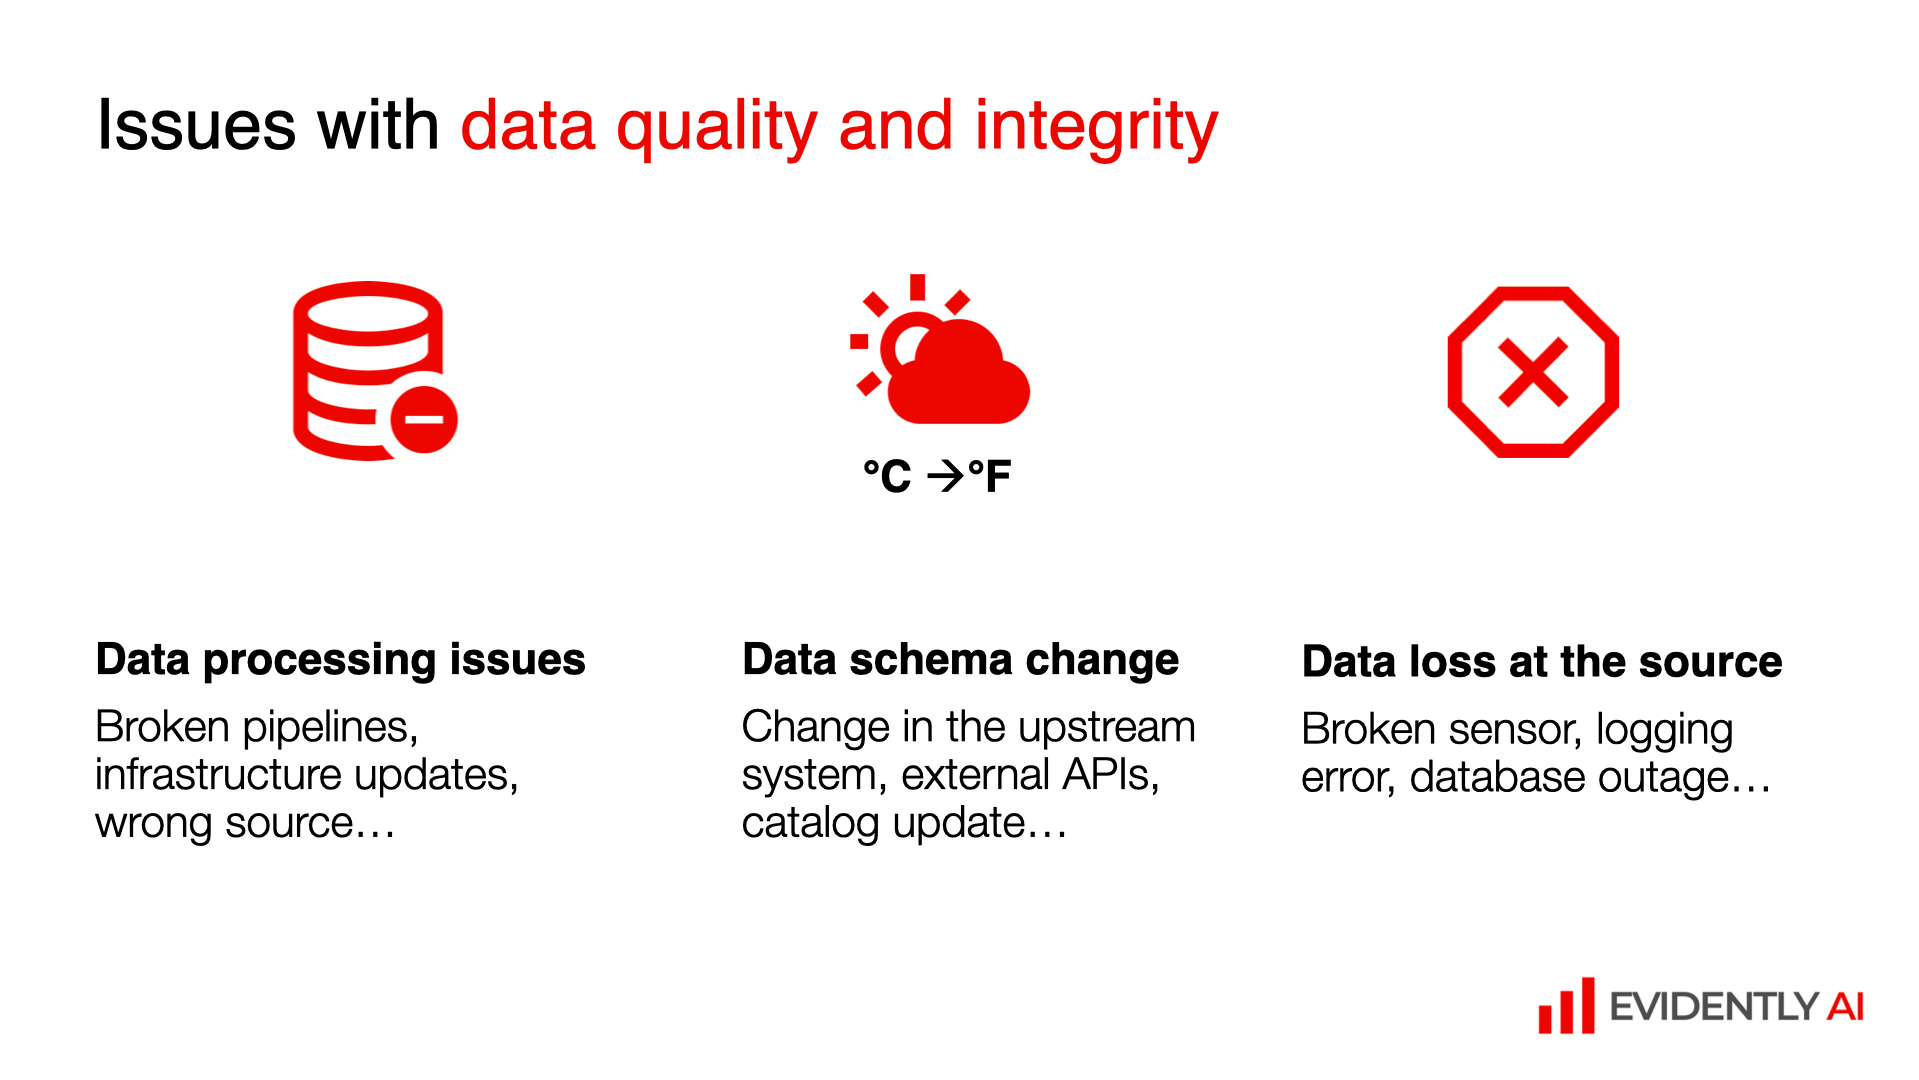 Issues with data quality and integrity
°C →°F
Data processing issues
Broken pipelines,
infrastructure updates,
wrong source…
Data schema change
Change in the upstream
system, external APIs,
catalog update…
Data loss at the source
Broken sensor, logging
error, database outage…
EVIDENTLY AI